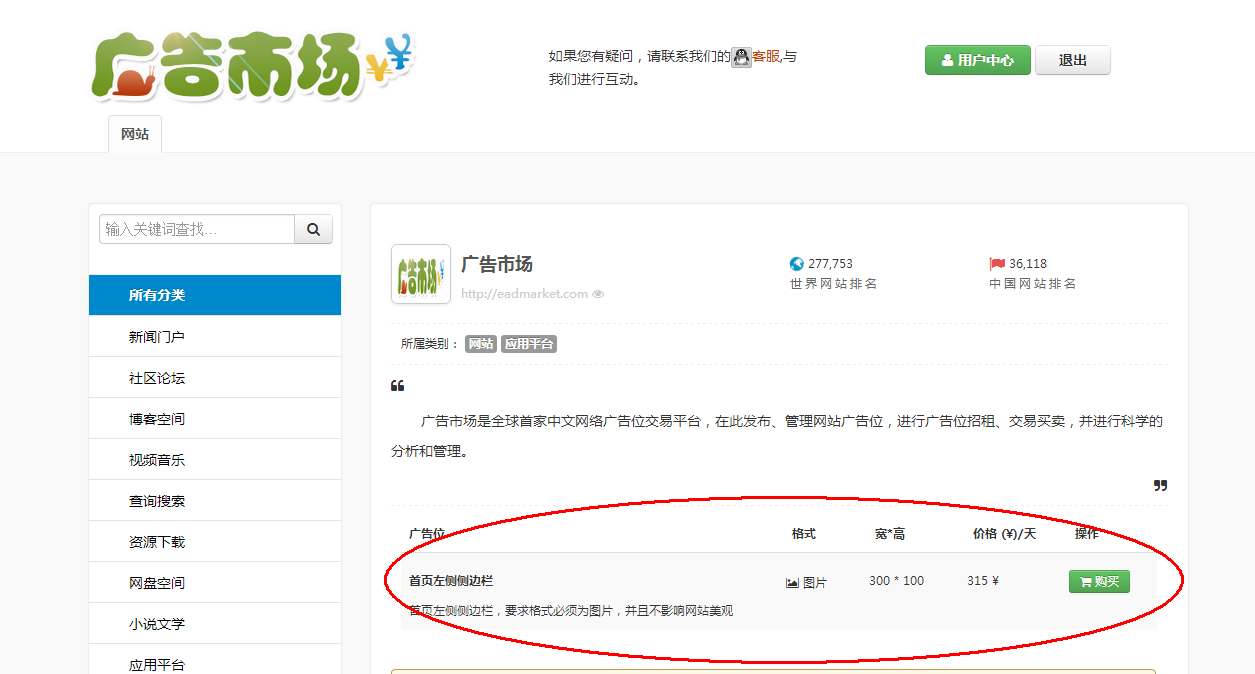 广告市场¥¥
如果您有疑问，请联系我们的客服,与
我们进行互动。
用户中心
退出
网站
输入关键词查找...
所有分类
新闻门户
社区论坛
博客空间
视频音乐
查询搜索
资源下载
网盘空间
小说文学
应用平台
广告市场
广告市场
http://eadmarket.com
277,753
世界网站排名
36,118
中国网站排名
所属类别： 网站 应用平台
“
广告市场是全球首家中文网络广告位交易平台，在此发布、管理网站广告位，进行广告位招租、交易买卖，并进行科学的
分析和管理。
”
广告位 格式 宽*高 价格 (¥)/天 操作
首页左侧侧边栏 图片 300 * 100 315 ¥ 购买
首页左侧侧边栏，要求格式必须为图片，并且不影响网站美观